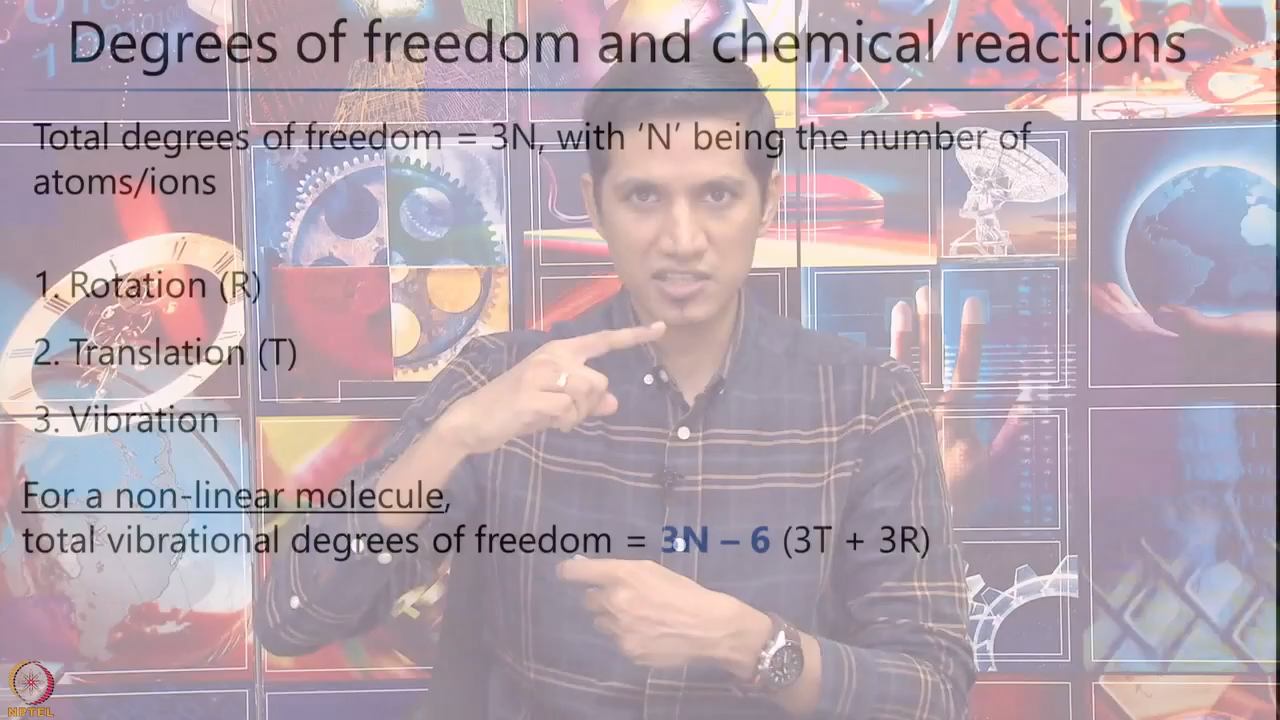 Degrees of freedom and chemical reactions
Total degrees of freedom = 3N, with ‘N’ being the number of
atoms/ions
1. Rotation (R)
2. Translation (T)
3. Vibration
For a non-linear molecule,
total vibrational degrees of freedom = 3N – 6 (3T + 3R)
NPTEL